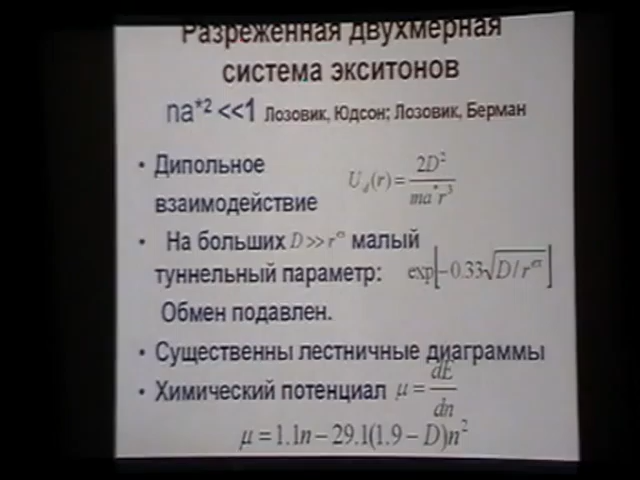 Разреженная двухмерная
система экситонов
na*² <<1 Лозовик, Юдсон; Лозовик, Берман
• Дипольное
взаимодействие U_d(r) = 2D² / ma*r³
• На больших D >> r^ex малый
туннельный параметр: exp[-0.33√D/r^ex]
Обмен подавлен.
• Существенны лестничные диаграммы
• Химический потенциал μ = dE / dn
μ = 1.1n – 29.1(1.9 – D)n²